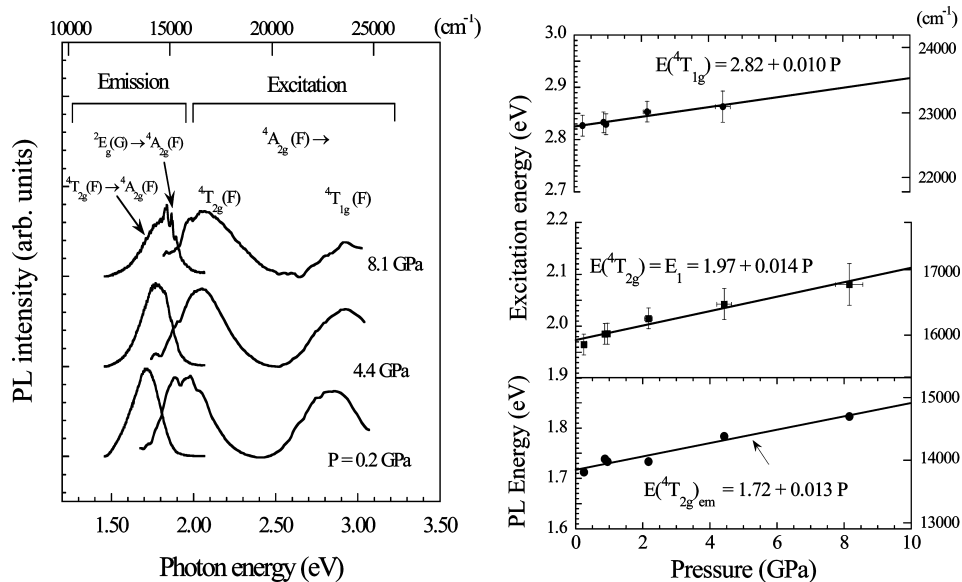 10000 15000 20000 25000 (cm⁻¹)
Emission Excitation
²E_g(G) → ⁴A_2g(F)
⁴A_2g(F) →
⁴T_2g(F) → ⁴A_2g(F)
⁴T_2g(F) ⁴T_1g(F)
8.1 GPa
4.4 GPa
P = 0.2 GPa
PL intensity (arb. units)
1.50 2.00 2.50 3.00 3.50
Photon energy (eV)
(cm⁻¹)
3.0
2.9
2.8
2.7
24000
23000
22000
E(⁴T_1g) = 2.82 + 0.010 P
Excitation energy (eV)
2.2
2.1
2.0
1.9
17000
16000
E(⁴T_2g) = E_1 = 1.97 + 0.014 P
PL Energy (eV)
1.8
1.7
1.6
15000
14000
13000
E(⁴T_2g)_em = 1.72 + 0.013 P
0 2 4 6 8 10
Pressure (GPa)